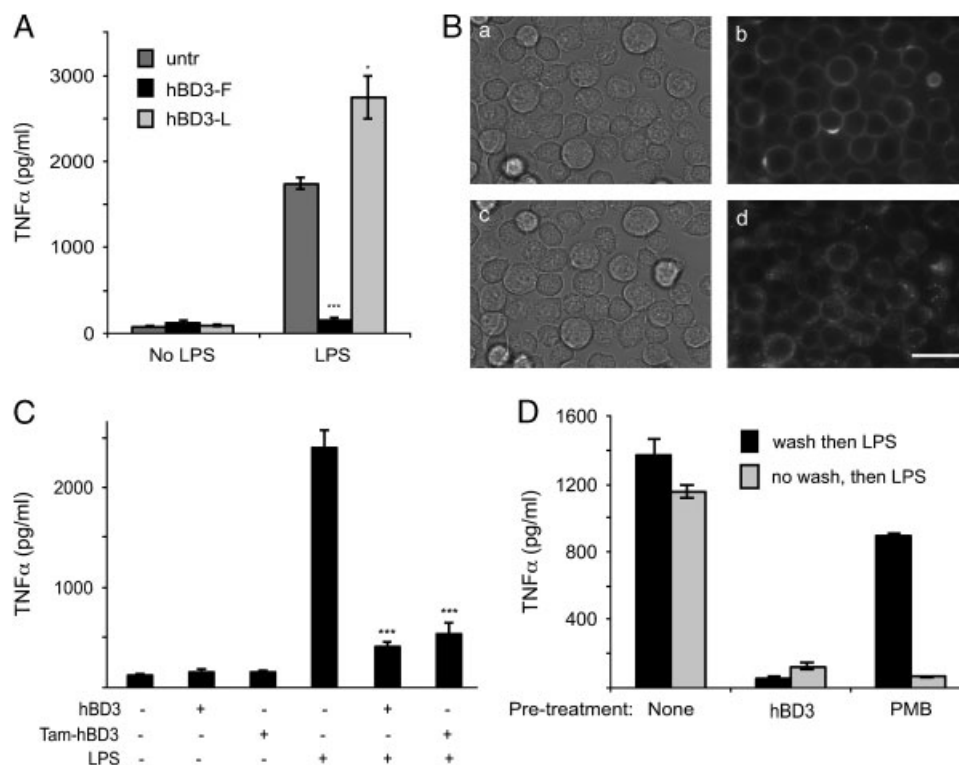 A
TNFα (pg/ml)
3000
2000
1000
0
untr
hBD3-F
hBD3-L
***
*
No LPS
LPS
B
a
b
c
d
C
TNFα (pg/ml)
2000
1000
***
***
hBD3 - + - - + -
Tam-hBD3 - - + - - +
LPS - - - + + +
D
TNFα (pg/ml)
1600
1200
800
400
0
wash then LPS
no wash, then LPS
Pre-treatment: None hBD3 PMB